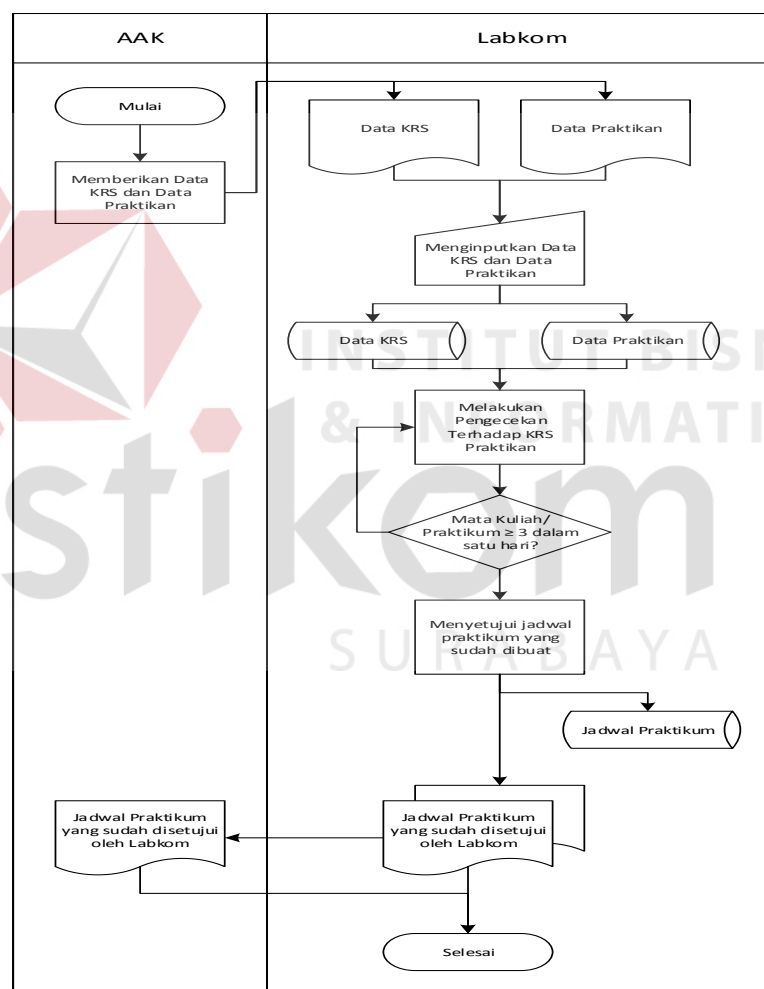 AAK
Labkom
Mulai
Data KRS
Data Praktikan
Memberikan Data
KRS dan Data
Praktikan
Menginputkan Data
KRS dan Data
Praktikan
Data KRS
Data Praktikan
INSTITUT BISN
& INFORMATI
Melakukan
Pengecekan
Terhadap KRS
Praktikan
stikom
Mata Kuliah/
Praktikum ≥ 3 dalam
satu hari?
Menyetujui jadwal
praktikum yang
sudah dibuat
SURABAYA
Jadwal Praktikum
Jadwal Praktikum
yang sudah disetujui
oleh Labkom
Jadwal Praktikum
yang sudah disetujui
oleh Labkom
Selesai